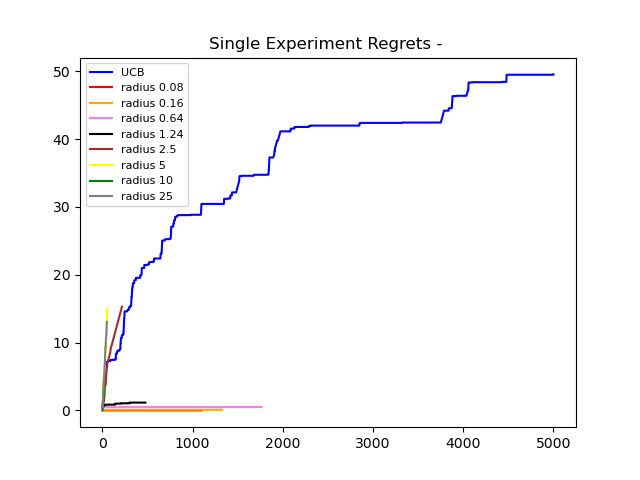 Single Experiment Regrets -
50
40
30
20
10
0
UCB
radius 0.08
radius 0.16
radius 0.64
radius 1.24
radius 2.5
radius 5
radius 10
radius 25
0 1000 2000 3000 4000 5000